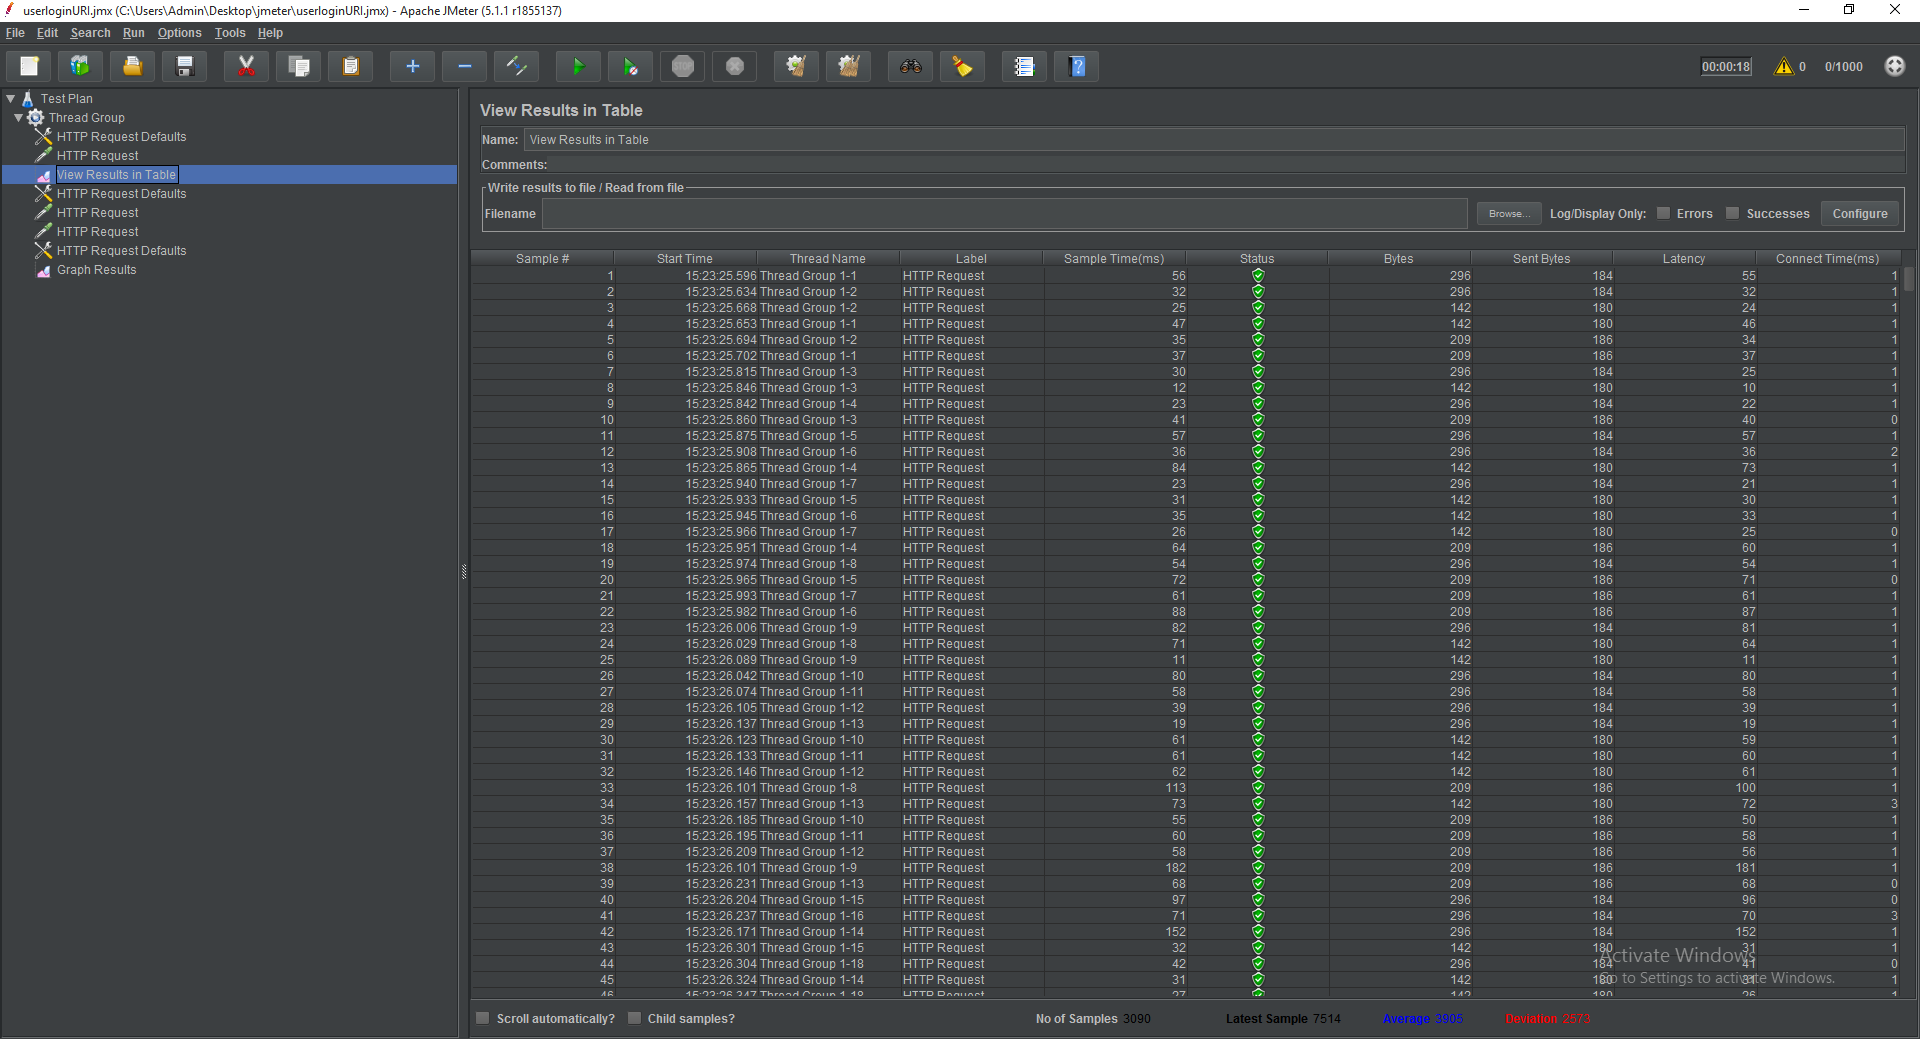 userloginURI.jmx (C:\Users\Admin\Desktop\jmeter\userloginURI.jmx) - Apache JMeter (5.1.1 r1855137)
File Edit Search Run Options Tools Help
STOP
00:00:18 0 0/1000
Test Plan
Thread Group
HTTP Request Defaults
HTTP Request
View Results in Table
HTTP Request Defaults
HTTP Request
HTTP Request
HTTP Request Defaults
Graph Results
View Results in Table
Name: View Results in Table
Comments:
Write results to file / Read from file
Filename Browse... Log/Display Only: Errors Successes Configure
Sample # Start Time Thread Name Label Sample Time(ms) Status Bytes Sent Bytes Latency Connect Time(ms)
1 15:23:25.596 Thread Group 1-1 HTTP Request 56 296 184 55 1
2 15:23:25.634 Thread Group 1-2 HTTP Request 32 296 184 32 1
3 15:23:25.668 Thread Group 1-2 HTTP Request 25 142 180 24 1
4 15:23:25.653 Thread Group 1-1 HTTP Request 47 142 180 46 1
5 15:23:25.694 Thread Group 1-2 HTTP Request 35 209 186 34 1
6 15:23:25.702 Thread Group 1-1 HTTP Request 37 209 186 37 1
7 15:23:25.815 Thread Group 1-3 HTTP Request 30 296 184 25 1
8 15:23:25.846 Thread Group 1-3 HTTP Request 12 142 180 10 1
9 15:23:25.842 Thread Group 1-4 HTTP Request 23 296 184 22 1
10 15:23:25.860 Thread Group 1-3 HTTP Request 41 209 186 40 0
11 15:23:25.875 Thread Group 1-5 HTTP Request 57 296 184 57 1
12 15:23:25.908 Thread Group 1-6 HTTP Request 36 296 184 36 2
13 15:23:25.865 Thread Group 1-4 HTTP Request 84 142 180 73 1
14 15:23:25.940 Thread Group 1-7 HTTP Request 23 296 184 21 1
15 15:23:25.933 Thread Group 1-5 HTTP Request 31 142 180 30 1
16 15:23:25.945 Thread Group 1-6 HTTP Request 35 142 180 33 1
17 15:23:25.966 Thread Group 1-7 HTTP Request 26 142 180 25 0
18 15:23:25.951 Thread Group 1-4 HTTP Request 64 209 186 60 1
19 15:23:25.974 Thread Group 1-8 HTTP Request 54 296 184 54 1
20 15:23:25.965 Thread Group 1-5 HTTP Request 72 209 186 71 0
21 15:23:25.993 Thread Group 1-7 HTTP Request 61 209 186 61 1
22 15:23:25.982 Thread Group 1-6 HTTP Request 88 209 186 87 1
23 15:23:26.006 Thread Group 1-9 HTTP Request 82 296 184 81 1
24 15:23:26.029 Thread Group 1-8 HTTP Request 71 142 180 64 1
25 15:23:26.089 Thread Group 1-9 HTTP Request 11 142 180 11 1
26 15:23:26.042 Thread Group 1-10 HTTP Request 80 296 184 80 1
27 15:23:26.074 Thread Group 1-11 HTTP Request 58 296 184 58 1
28 15:23:26.105 Thread Group 1-12 HTTP Request 39 296 184 39 1
29 15:23:26.137 Thread Group 1-13 HTTP Request 19 296 184 19 1
30 15:23:26.123 Thread Group 1-10 HTTP Request 61 142 180 59 1
31 15:23:26.133 Thread Group 1-11 HTTP Request 61 142 180 60 1
32 15:23:26.146 Thread Group 1-12 HTTP Request 62 142 180 61 1
33 15:23:26.101 Thread Group 1-8 HTTP Request 113 209 186 100 1
34 15:23:26.157 Thread Group 1-13 HTTP Request 73 142 180 72 3
35 15:23:26.185 Thread Group 1-10 HTTP Request 55 209 186 50 1
36 15:23:26.195 Thread Group 1-11 HTTP Request 60 209 186 58 1
37 15:23:26.209 Thread Group 1-12 HTTP Request 58 209 186 56 1
38 15:23:26.101 Thread Group 1-9 HTTP Request 182 209 186 181 1
39 15:23:26.231 Thread Group 1-13 HTTP Request 68 209 186 68 0
40 15:23:26.204 Thread Group 1-15 HTTP Request 97 296 184 96 0
41 15:23:26.237 Thread Group 1-16 HTTP Request 71 296 184 70 3
42 15:23:26.171 Thread Group 1-14 HTTP Request 152 296 184 152 1
43 15:23:26.301 Thread Group 1-15 HTTP Request 32 142 180 31 1
44 15:23:26.304 Thread Group 1-18 HTTP Request 42 296 184 41 0
45 15:23:26.324 Thread Group 1-14 HTTP Request 31 142 180 31 1
46 15:23:26.347 Thread Group 1-18 HTTP Request 27 142 180 26 1
Activate Windows
Go to Settings to activate Windows.
Scroll automatically? Child samples? No of Samples 3090 Latest Sample 7514 Average 3905 Deviation 2573